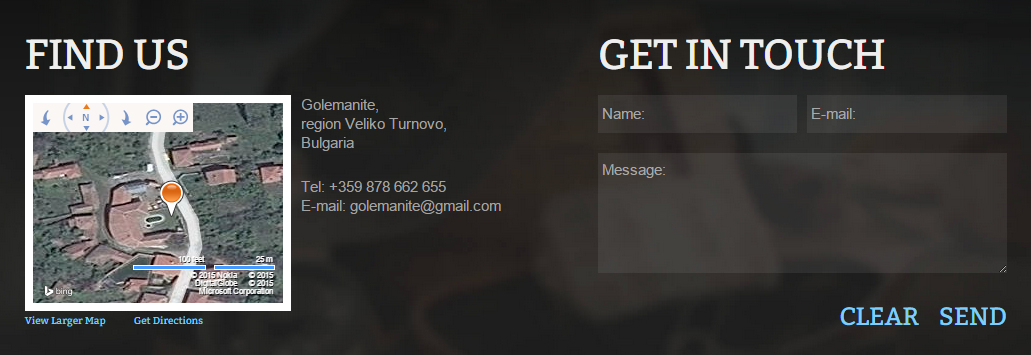 FIND US
N
100 feet 25 m
© 2015 Nokia © 2015
DigitalGlobe © 2015
Microsoft Corporation
bing
View Larger Map Get Directions
Golemanite,
region Veliko Turnovo,
Bulgaria
Tel: +359 878 662 655
E-mail: golemanite@gmail.com
GET IN TOUCH
Name: E-mail:
Message:
CLEAR SEND